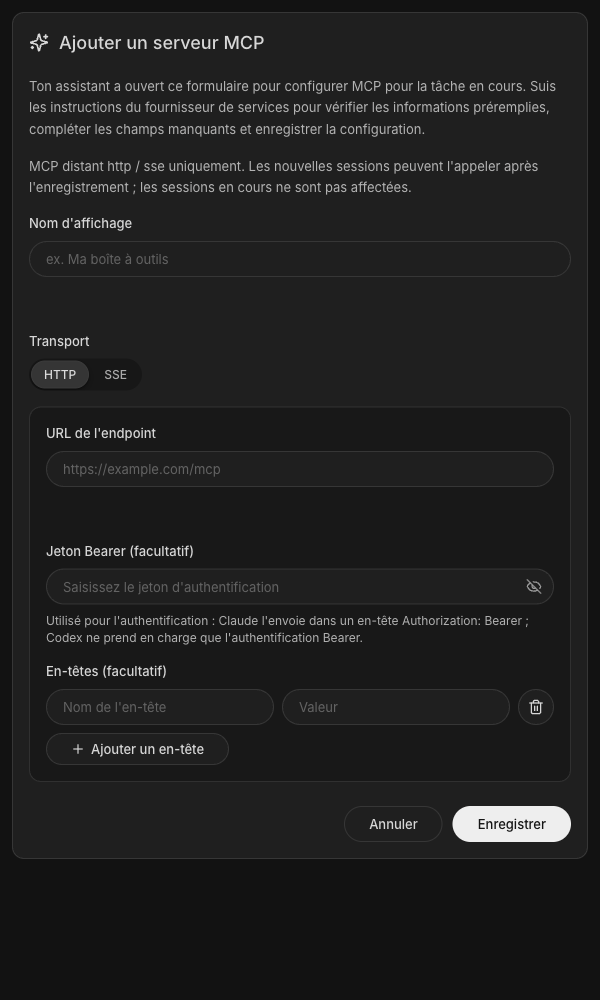 Ajouter un serveur MCP
Ton assistant a ouvert ce formulaire pour configurer MCP pour la tâche en cours. Suis
les instructions du fournisseur de services pour vérifier les informations préremplies,
compléter les champs manquants et enregistrer la configuration.
MCP distant http / sse uniquement. Les nouvelles sessions peuvent l'appeler après
l'enregistrement ; les sessions en cours ne sont pas affectées.
Nom d'affichage
ex. Ma boîte à outils
Transport
HTTP SSE
URL de l'endpoint
https://example.com/mcp
Jeton Bearer (facultatif)
Saisissez le jeton d'authentification
Utilisé pour l'authentification : Claude l'envoie dans un en-tête Authorization: Bearer ;
Codex ne prend en charge que l'authentification Bearer.
En-têtes (facultatif)
Nom de l'en-tête Valeur
Ajouter un en-tête
Annuler Enregistrer